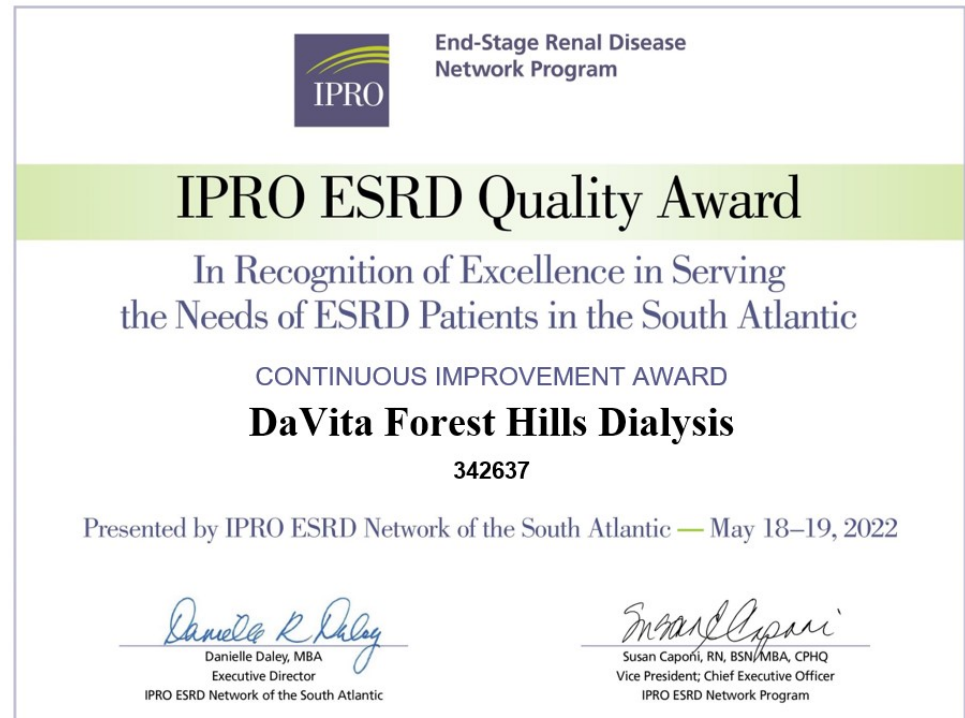 IPRO
End-Stage Renal Disease
Network Program
IPRO ESRD Quality Award
In Recognition of Excellence in Serving
the Needs of ESRD Patients in the South Atlantic
CONTINUOUS IMPROVEMENT AWARD
DaVita Forest Hills Dialysis
342637
Presented by IPRO ESRD Network of the South Atlantic — May 18–19, 2022
Danielle R Daley
Danielle Daley, MBA
Executive Director
IPRO ESRD Network of the South Atlantic
Susan E Caponi
Susan Caponi, RN, BSN, MBA, CPHQ
Vice President; Chief Executive Officer
IPRO ESRD Network Program